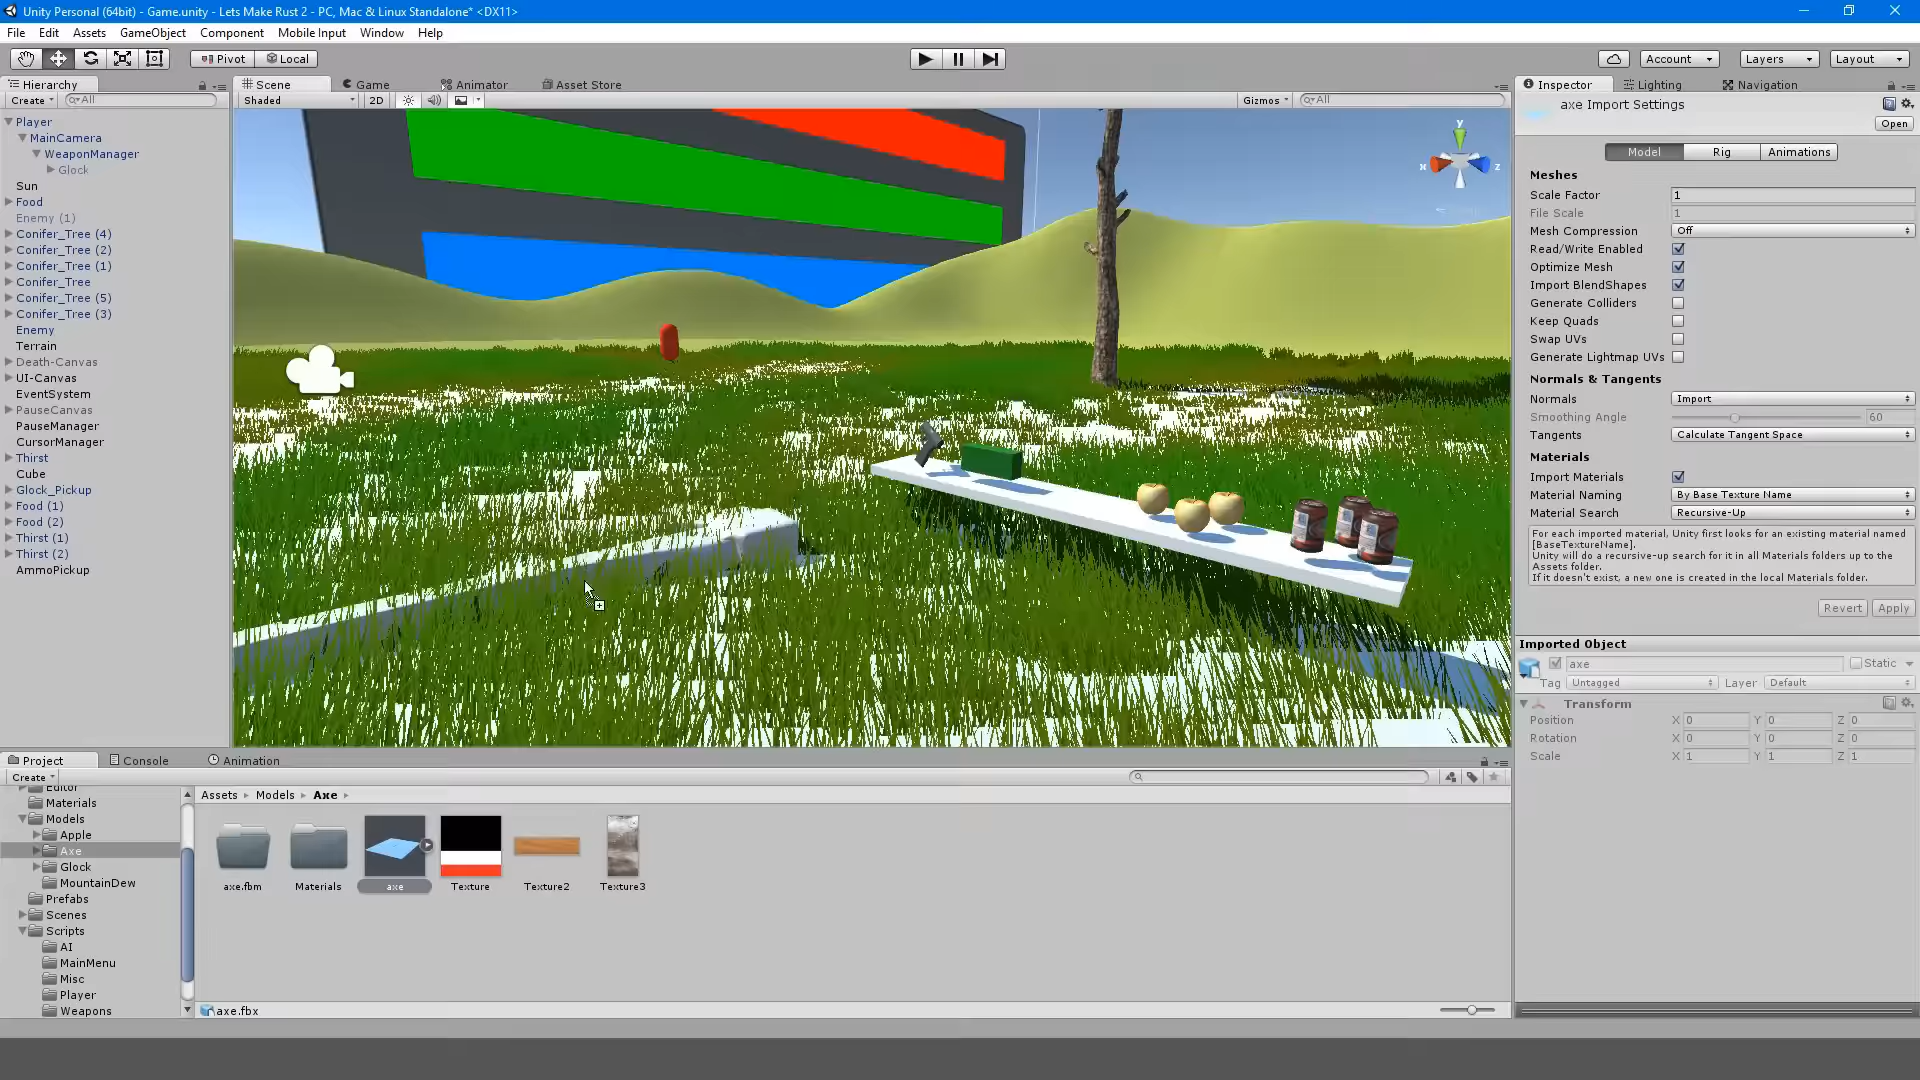 Unity Personal (64bit) - Game.unity - Lets Make Rust 2 - PC, Mac & Linux Standalone* <DX11>
File Edit Assets GameObject Component Mobile Input Window Help
Pivot Local Account Layers Layout
Hierarchy
Create All
Player
MainCamera
WeaponManager
Glock
Sun
Food
Enemy (1)
Conifer_Tree (4)
Conifer_Tree (2)
Conifer_Tree (1)
Conifer_Tree
Conifer_Tree (5)
Conifer_Tree (3)
Enemy
Terrain
Death-Canvas
UI-Canvas
EventSystem
PauseCanvas
PauseManager
CursorManager
Thirst
Cube
Glock_Pickup
Food (1)
Food (2)
Thirst (1)
Thirst (2)
AmmoPickup
Scene Game Animator Asset Store
Shaded 2D Gizmos All
y
x z
Inspector Lighting Navigation
axe Import Settings
Open
Model Rig Animations
Meshes
Scale Factor 1
File Scale 1
Mesh Compression Off
Read/Write Enabled
Optimize Mesh
Import BlendShapes
Generate Colliders
Keep Quads
Swap UVs
Generate Lightmap UVs
Normals & Tangents
Normals Import
Smoothing Angle 60
Tangents Calculate Tangent Space
Materials
Import Materials
Material Naming By Base Texture Name
Material Search Recursive-Up
For each imported material, Unity first looks for an existing material named
[BaseTextureName].
Unity will do a recursive-up search for it in all Materials folders up to the
Assets folder.
If it doesn't exist, a new one is created in the local Materials folder.
Revert Apply
Imported Object
axe Static
Tag Untagged Layer Default
Transform
Position X 0 Y 0 Z 0
Rotation X 0 Y 0 Z 0
Scale X 1 Y 1 Z 1
Project Console Animation
Create
Editor
Materials
Models
Apple
Axe
Glock
MountainDew
Prefabs
Scenes
Scripts
AI
MainMenu
Misc
Player
Weapons
Assets Models Axe
axe.fbm Materials axe Texture Texture2 Texture3
axe.fbx